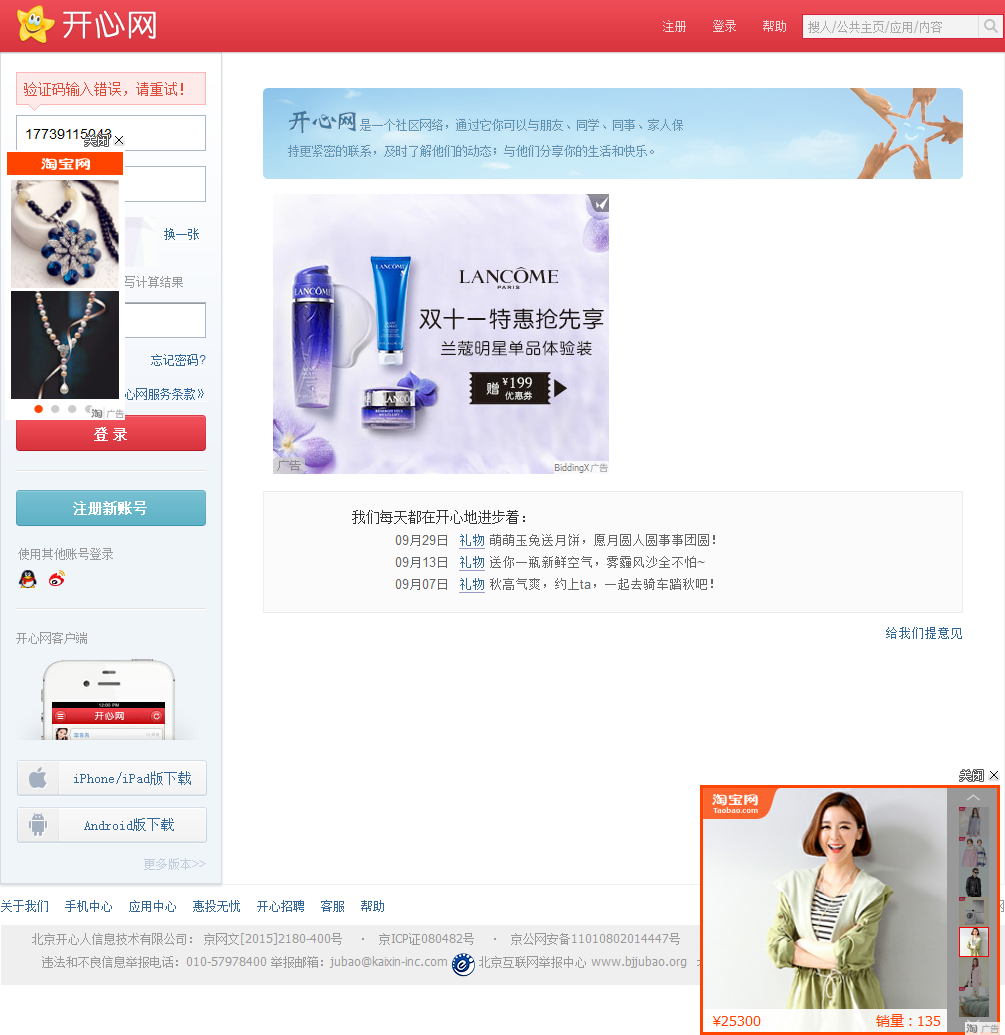 开心网
注册 登录 帮助 搜人/公共主页/应用/内容
验证码输入错误，请重试！
关闭
淘宝网
换一张
写计算结果
忘记密码?
心网服务条款》
淘 广告
登 录
注册新账号
使用其他账号登录
开心网客户端
12:00 PM
开心网
iPhone/iPad版下载
Android版下载
更多版本>>
开心网是一个社区网络，通过它你可以与朋友、同学、同事、家人保
持更紧密的联系，及时了解他们的动态；与他们分享你的生活和快乐。
LANCÔME
PARIS
双十一特惠抢先享
兰蔻明星单品体验装
赠 ¥199
优惠券
LANCÔME
LANCÔME
广告
BiddingX广告
我们每天都在开心地进步着：
09月29日 礼物 萌萌玉兔送月饼，愿月圆人圆事事团圆！
09月13日 礼物 送你一瓶新鲜空气，雾霾风沙全不怕~
09月07日 礼物 秋高气爽，约上ta，一起去骑车踏秋吧！
给我们提意见
关闭
淘宝网
Taobao.com
¥25300 销量 : 135
淘 广告
关于我们 手机中心 应用中心 惠投无忧 开心招聘 客服 帮助
北京开心人信息技术有限公司： 京网文[2015]2180-400号 · 京ICP证080482号 · 京公网安备11010802014447号
违法和不良信息举报电话：010-57978400 举报邮箱：jubao@kaixin-inc.com 北京互联网举报中心 www.bjjubao.org